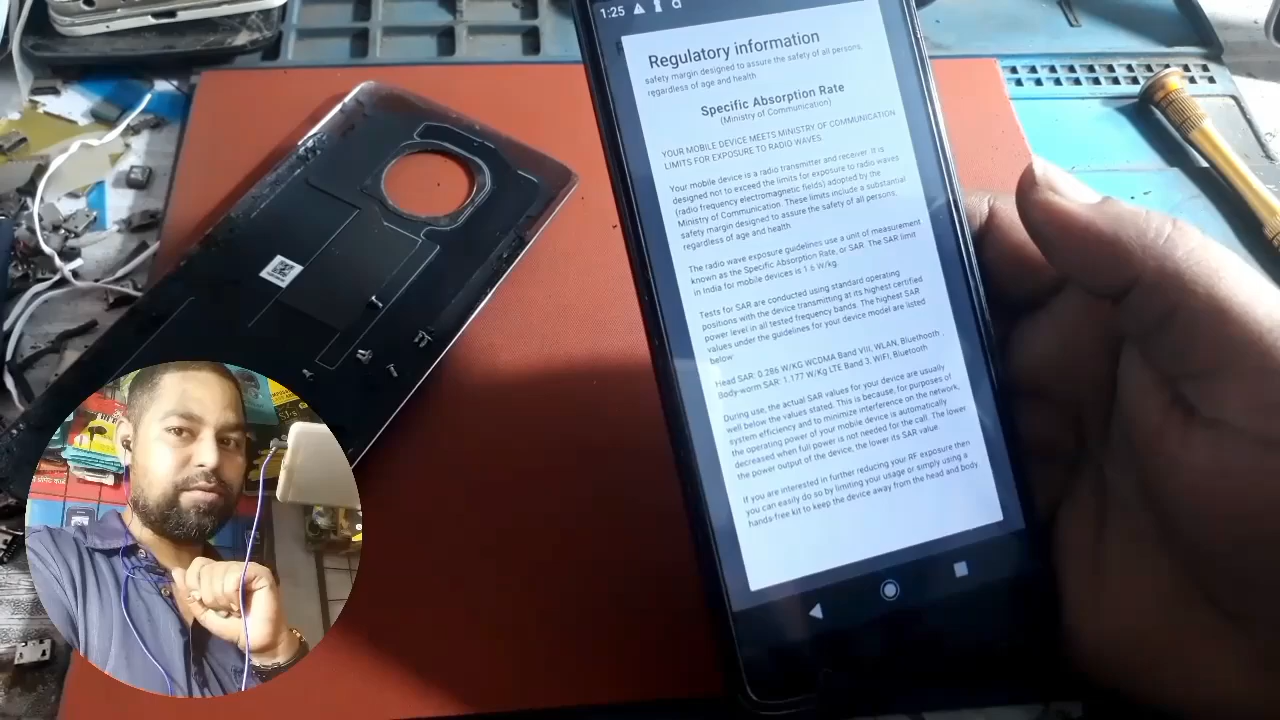 1:25
Regulatory information
safety margin designed to assure the safety of all persons,
regardless of age and health
Specific Absorption Rate
(Ministry of Communication)
YOUR MOBILE DEVICE MEETS MINISTRY OF COMMUNICATION
LIMITS FOR EXPOSURE TO RADIO WAVES
Your mobile device is a radio transmitter and receiver. It is
designed not to exceed the limits for exposure to radio waves
(radio frequency electromagnetic fields) adopted by the
Ministry of Communication. These limits include a substantial
safety margin designed to assure the safety of all persons,
regardless of age and health
The radio wave exposure guidelines use a unit of measurement
known as the Specific Absorption Rate, or SAR. The SAR limit
in India for mobile devices is 1.6 W/kg.
Tests for SAR are conducted using standard operating
positions with the device transmitting at its highest certified
power level in all tested frequency bands. The highest SAR
values under the guidelines for your device model are listed
below
Head SAR: 0.286 W/KG WCDMA Band VIII, WLAN, Bluethooth ,
Body-worm SAR: 1.177 W/Kg LTE Band 3, WIFI, Bluetooth
During use, the actual SAR values for your device are usually
well below the values stated. This is because, for purposes of
system efficiency and to minimize interference on the network,
the operating power of your mobile device is automatically
decreased when full power is not needed for the call. The lower
the power output of the device, the lower its SAR value.
If you are interested in further reducing your RF exposure then
you can easily do so by limiting your usage or simply using a
hands-free kit to keep the device away from the head and body